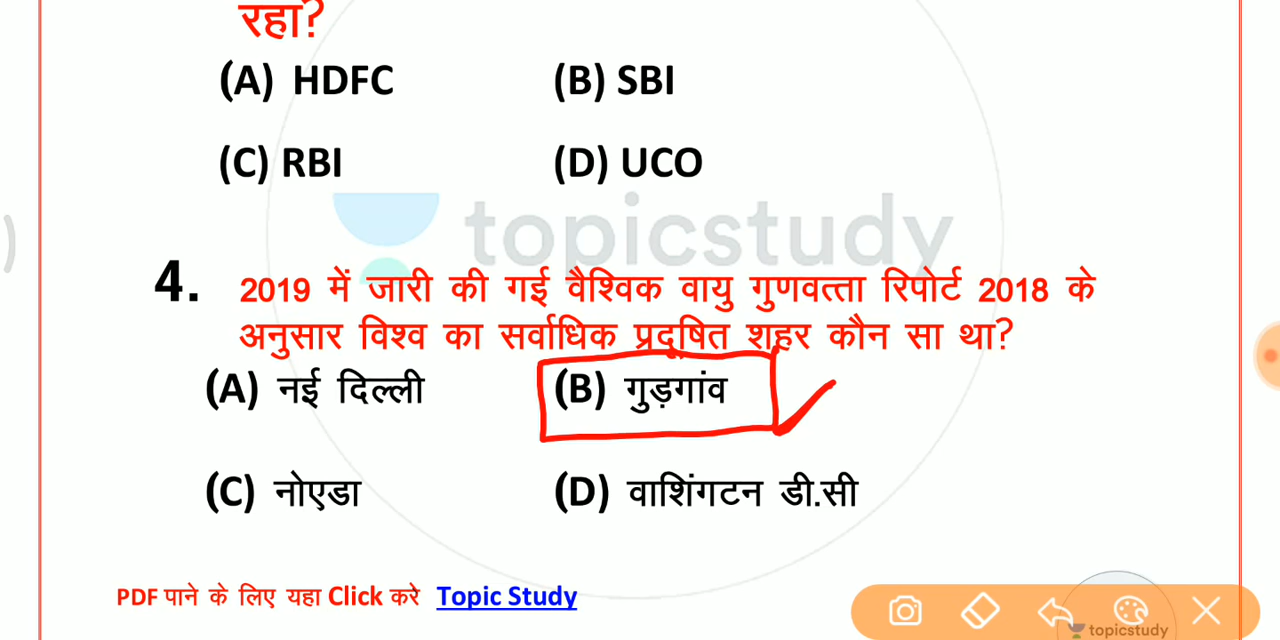 रहा?
(A) HDFC (B) SBI
(C) RBI (D) UCO
topicstudy
4. 2019 में जारी की गई वैश्विक वायु गुणवत्ता रिपोर्ट 2018 के
अनुसार विश्व का सर्वाधिक प्रदूषित शहर कौन सा था?
(A) नई दिल्ली (B) गुड़गांव
(C) नोएडा (D) वाशिंगटन डी.सी
PDF पाने के लिए यहा Click करे Topic Study
topicstudy